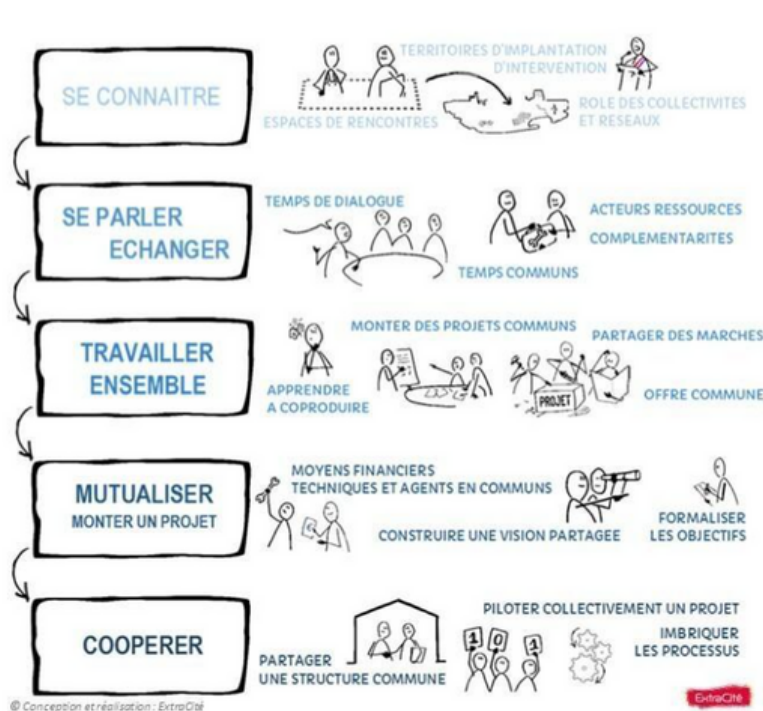 SE CONNAITRE
TERRITOIRES D'IMPLANTATION
D'INTERVENTION
ESPACES DE RENCONTRES
ROLE DES COLLECTIVITES
ET RESEAUX
SE PARLER
ECHANGER
TEMPS DE DIALOGUE
TEMPS COMMUNS
ACTEURS RESSOURCES
COMPLEMENTARITES
TRAVAILLER
ENSEMBLE
APPRENDRE
A COPRODUIRE
MONTER DES PROJETS COMMUNS
PARTAGER DES MARCHES
PROJET
OFFRE COMMUNE
MUTUALISER
MONTER UN PROJET
MOYENS FINANCIERS
TECHNIQUES ET AGENTS EN COMMUNS
CONSTRUIRE UNE VISION PARTAGEE
FORMALISER
LES OBJECTIFS
COOPERER
PARTAGER
UNE STRUCTURE COMMUNE
PILOTER COLLECTIVEMENT UN PROJET
1 0 1
IMBRIQUER
LES PROCESSUS
© Conception et réalisation : ExtraCité
ExtraCité